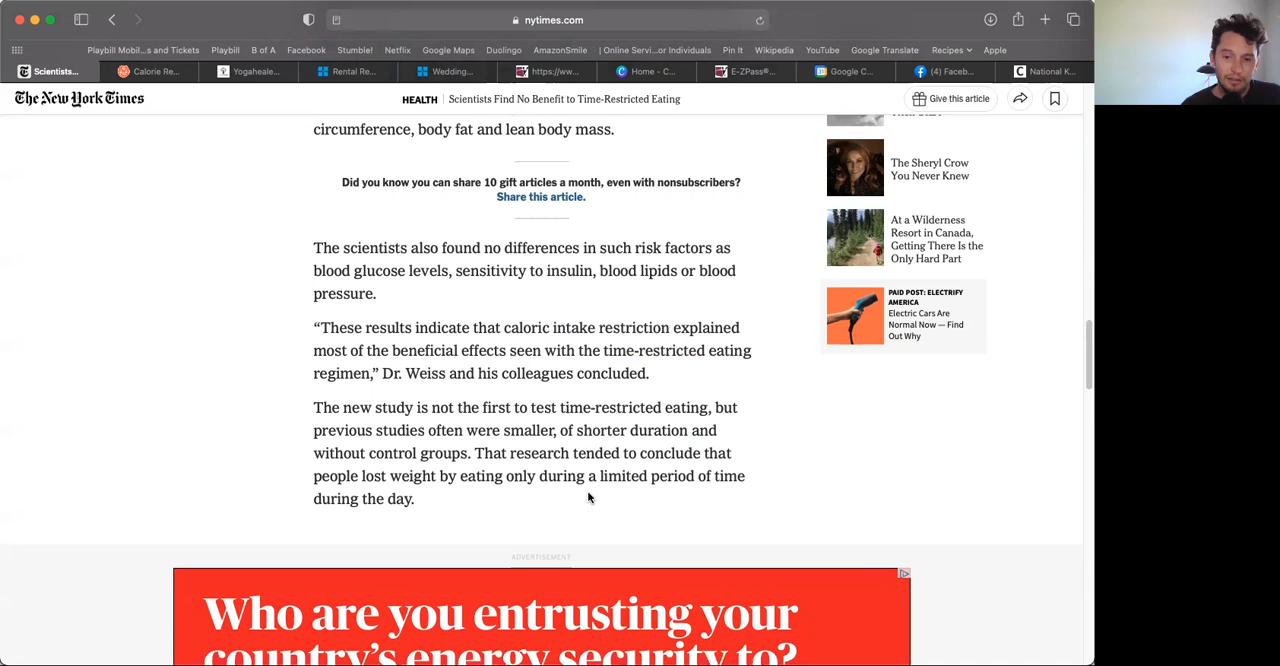 nytimes.com
Playbill Mobil...s and Tickets Playbill B of A Facebook Stumble! Netflix Google Maps Duolingo AmazonSmile | Online Servi...or Individuals Pin It Wikipedia YouTube Google Translate Recipes Apple
Scientists... Calorie Re... Yogaheale... Rental Re... Wedding... https://ww... Home - C... E-ZPass®... Google C... (4) Faceb... National K...
The New York Times
HEALTH | Scientists Find No Benefit to Time-Restricted Eating
Give this article
circumference, body fat and lean body mass.
Did you know you can share 10 gift articles a month, even with nonsubscribers?
Share this article.
The scientists also found no differences in such risk factors as
blood glucose levels, sensitivity to insulin, blood lipids or blood
pressure.
“These results indicate that caloric intake restriction explained
most of the beneficial effects seen with the time-restricted eating
regimen,” Dr. Weiss and his colleagues concluded.
The new study is not the first to test time-restricted eating, but
previous studies often were smaller, of shorter duration and
without control groups. That research tended to conclude that
people lost weight by eating only during a limited period of time
during the day.
The Sheryl Crow
You Never Knew
At a Wilderness
Resort in Canada,
Getting There Is the
Only Hard Part
PAID POST: ELECTRIFY
AMERICA
Electric Cars Are
Normal Now — Find
Out Why
ADVERTISEMENT
Who are you entrusting your
country’s energy security to?